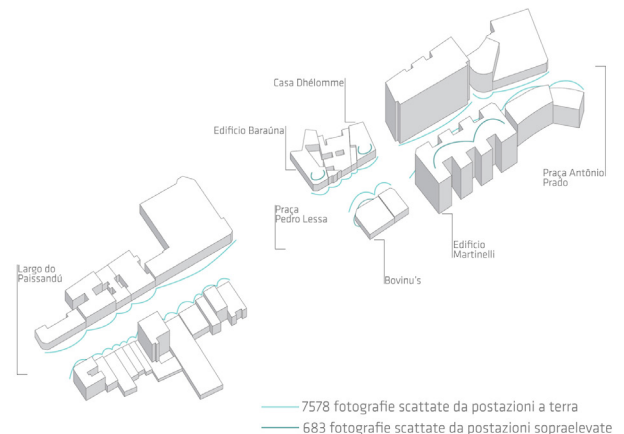 Casa Dhélomme
Edifício Baraúna
Praça Antônio
Prado
Praça
Pedro Lessa
Edifício
Martinelli
Bovinu's
Largo do
Paissandú
7578 fotografie scattate da postazioni a terra
683 fotografie scattate da postazioni sopraelevate